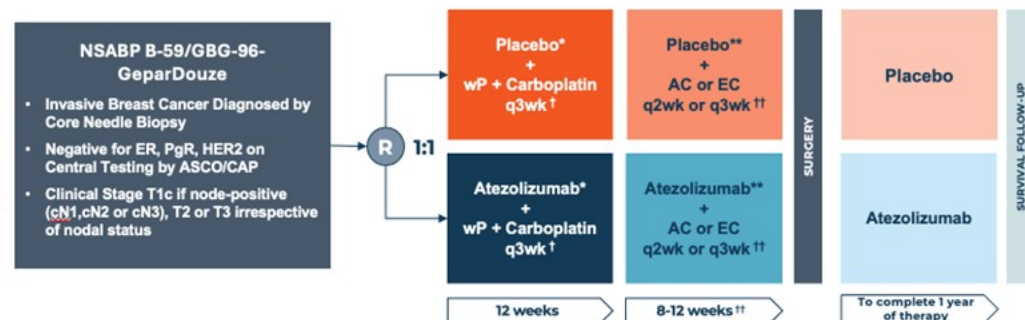 NSABP B-59/GBG-96-
GeparDouze
• Invasive Breast Cancer Diagnosed by
Core Needle Biopsy
• Negative for ER, PgR, HER2 on
Central Testing by ASCO/CAP
• Clinical Stage T1c if node-positive
(cN1,cN2 or cN3), T2 or T3 irrespective
of nodal status
R
1:1
Placebo*
+
wP + Carboplatin
q3wk †
Placebo**
+
AC or EC
q2wk or q3wk ††
Atezolizumab*
+
wP + Carboplatin
q3wk †
Atezolizumab**
+
AC or EC
q2wk or q3wk ††
SURGERY
Placebo
Atezolizumab
SURVIVAL FOLLOW-UP
12 weeks
8-12 weeks ††
To complete 1 year
of therapy